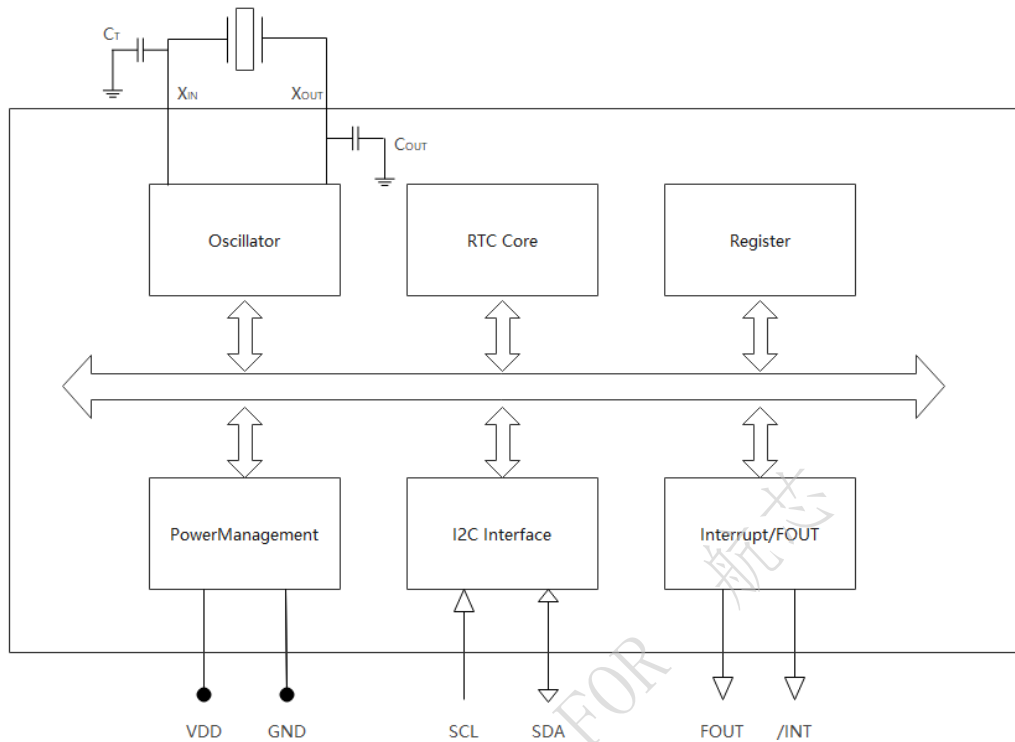 CT
XIN XOUT
COUT
Oscillator RTC Core Register
PowerManagement I2C Interface Interrupt/FOUT
VDD GND SCL SDA FOUT /INT
FOR 航芯